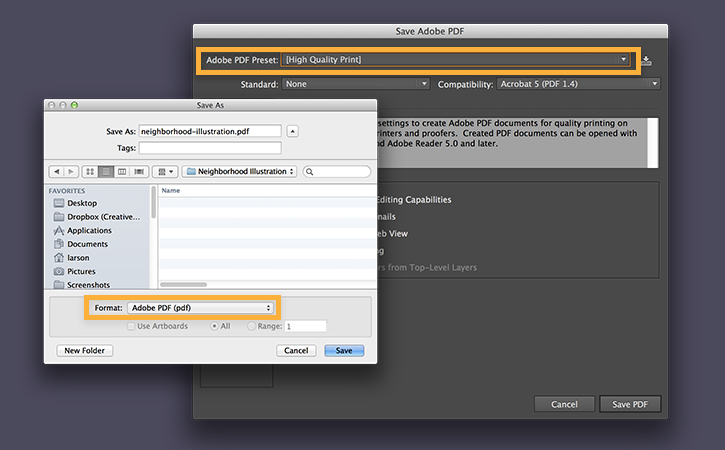 Save Adobe PDF
Adobe PDF Preset: [High Quality Print]
Standard: None Compatibility: Acrobat 5 (PDF 1.4)
settings to create Adobe PDF documents for quality printing on
rinters and proofers. Created PDF documents can be opened with
nd Adobe Reader 5.0 and later.
Editing Capabilities
nails
eb View
ng
rs from Top-Level Layers
Cancel Save PDF
Save As
Save As: neighborhood-illustration.pdf
Tags:
Neighborhood Illustration
FAVORITES
Desktop
Dropbox (Creative...
Applications
Documents
larson
Pictures
Screenshots
Name
Format: Adobe PDF (pdf)
Use Artboards All Range: 1
New Folder Cancel Save